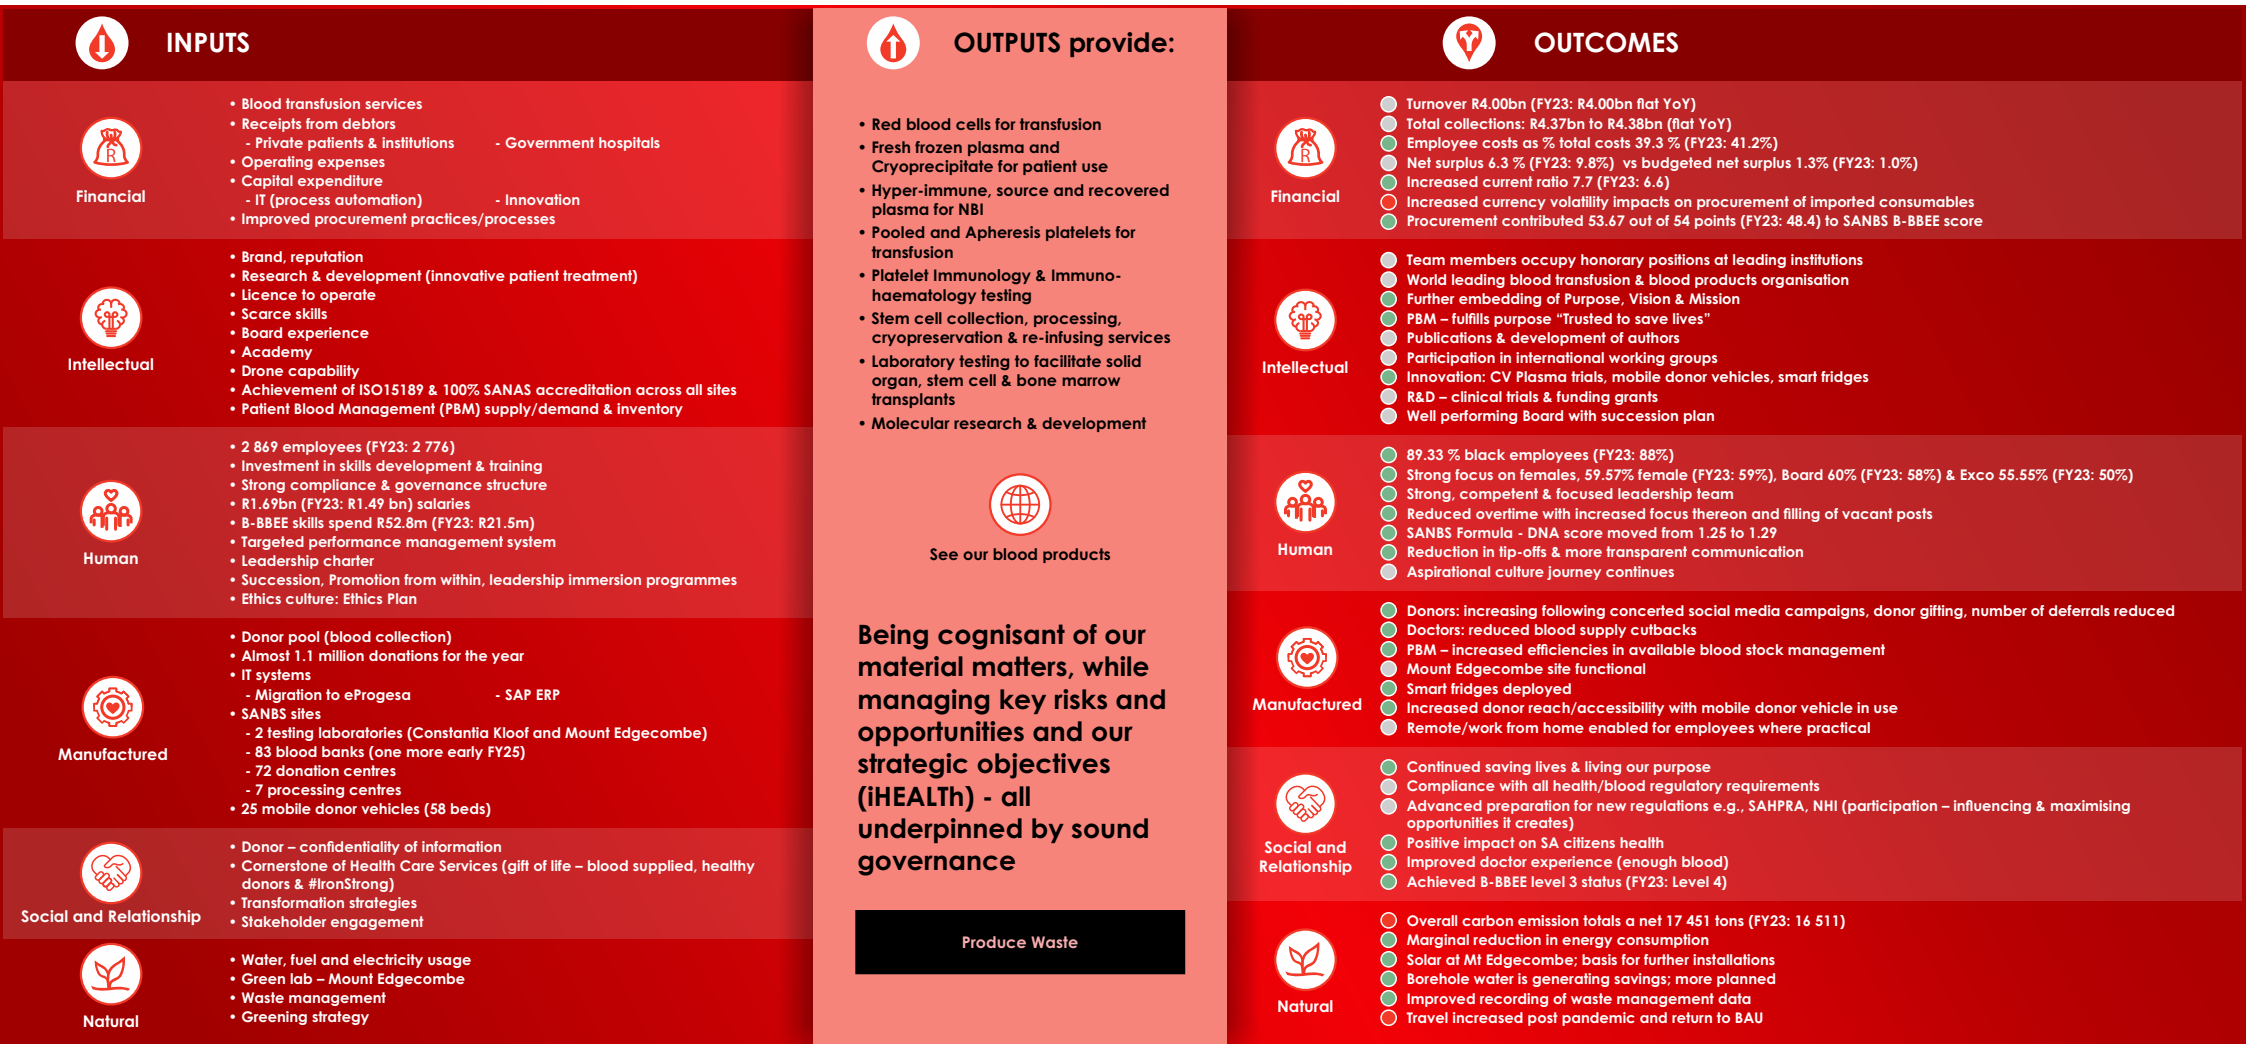 INPUTS
Financial
• Blood transfusion services
• Receipts from debtors
- Private patients & institutions - Government hospitals
• Operating expenses
• Capital expenditure
- IT (process automation) - Innovation
• Improved procurement practices/processes
Intellectual
• Brand, reputation
• Research & development (innovative patient treatment)
• Licence to operate
• Scarce skills
• Board experience
• Academy
• Drone capability
• Achievement of ISO15189 & 100% SANAS accreditation across all sites
• Patient Blood Management (PBM) supply/demand & inventory
Human
• 2 869 employees (FY23: 2 776)
• Investment in skills development & training
• Strong compliance & governance structure
• R1.69bn (FY23: R1.49 bn) salaries
• B-BBEE skills spend R52.8m (FY23: R21.5m)
• Targeted performance management system
• Leadership charter
• Succession, Promotion from within, leadership immersion programmes
• Ethics culture: Ethics Plan
Manufactured
• Donor pool (blood collection)
• Almost 1.1 million donations for the year
• IT systems
- Migration to eProgesa - SAP ERP
• SANBS sites
- 2 testing laboratories (Constantia Kloof and Mount Edgecombe)
- 83 blood banks (one more early FY25)
- 72 donation centres
- 7 processing centres
• 25 mobile donor vehicles (58 beds)
Social and Relationship
• Donor – confidentiality of information
• Cornerstone of Health Care Services (gift of life – blood supplied, healthy
donors & #IronStrong)
• Transformation strategies
• Stakeholder engagement
Natural
• Water, fuel and electricity usage
• Green lab – Mount Edgecombe
• Waste management
• Greening strategy
OUTPUTS provide:
• Red blood cells for transfusion
• Fresh frozen plasma and
Cryoprecipitate for patient use
• Hyper-immune, source and recovered
plasma for NBI
• Pooled and Apheresis platelets for
transfusion
• Platelet Immunology & Immuno-
haematology testing
• Stem cell collection, processing,
cryopreservation & re-infusing services
• Laboratory testing to facilitate solid
organ, stem cell & bone marrow
transplants
• Molecular research & development
See our blood products
Being cognisant of our
material matters, while
managing key risks and
opportunities and our
strategic objectives
(iHEALTh) - all
underpinned by sound
governance
Produce Waste
OUTCOMES
Financial
Turnover R4.00bn (FY23: R4.00bn flat YoY)
Total collections: R4.37bn to R4.38bn (flat YoY)
Employee costs as % total costs 39.3 % (FY23: 41.2%)
Net surplus 6.3 % (FY23: 9.8%) vs budgeted net surplus 1.3% (FY23: 1.0%)
Increased current ratio 7.7 (FY23: 6.6)
Increased currency volatility impacts on procurement of imported consumables
Procurement contributed 53.67 out of 54 points (FY23: 48.4) to SANBS B-BBEE score
Intellectual
Team members occupy honorary positions at leading institutions
World leading blood transfusion & blood products organisation
Further embedding of Purpose, Vision & Mission
PBM – fulfills purpose “Trusted to save lives”
Publications & development of authors
Participation in international working groups
Innovation: CV Plasma trials, mobile donor vehicles, smart fridges
R&D – clinical trials & funding grants
Well performing Board with succession plan
Human
89.33 % black employees (FY23: 88%)
Strong focus on females, 59.57% female (FY23: 59%), Board 60% (FY23: 58%) & Exco 55.55% (FY23: 50%)
Strong, competent & focused leadership team
Reduced overtime with increased focus thereon and filling of vacant posts
SANBS Formula - DNA score moved from 1.25 to 1.29
Reduction in tip-offs & more transparent communication
Aspirational culture journey continues
Manufactured
Donors: increasing following concerted social media campaigns, donor gifting, number of deferrals reduced
Doctors: reduced blood supply cutbacks
PBM – increased efficiencies in available blood stock management
Mount Edgecombe site functional
Smart fridges deployed
Increased donor reach/accessibility with mobile donor vehicle in use
Remote/work from home enabled for employees where practical
Social and
Relationship
Continued saving lives & living our purpose
Compliance with all health/blood regulatory requirements
Advanced preparation for new regulations e.g., SAHPRA, NHI (participation – influencing & maximising
opportunities it creates)
Positive impact on SA citizens health
Improved doctor experience (enough blood)
Achieved B-BBEE level 3 status (FY23: Level 4)
Natural
Overall carbon emission totals a net 17 451 tons (FY23: 16 511)
Marginal reduction in energy consumption
Solar at Mt Edgecombe; basis for further installations
Borehole water is generating savings; more planned
Improved recording of waste management data
Travel increased post pandemic and return to BAU